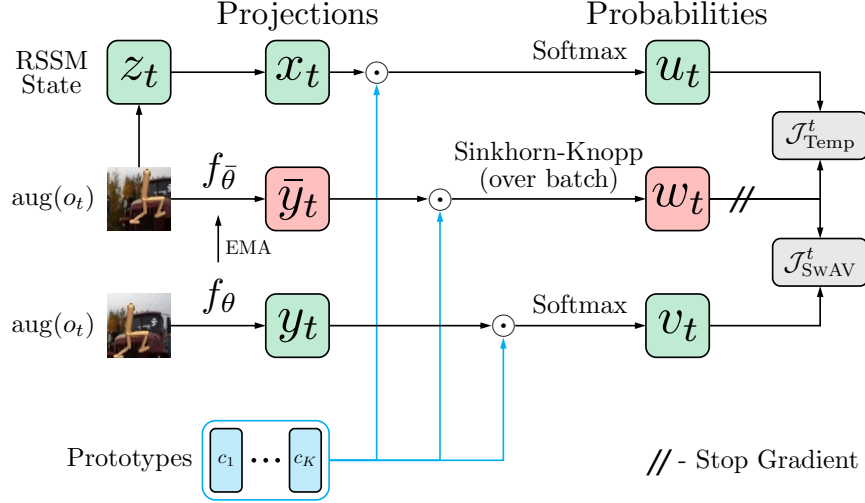 Projections Probabilities
RSSM State z_t x_t ⊙ Softmax u_t
𝒥^t_Temp
aug(o_t) f_θ̄ ȳ_t ⊙ Sinkhorn-Knopp (over batch) w_t //
EMA
𝒥^t_SwAV
aug(o_t) f_θ y_t ⊙ Softmax v_t
Prototypes c_1 ••• c_K
// - Stop Gradient